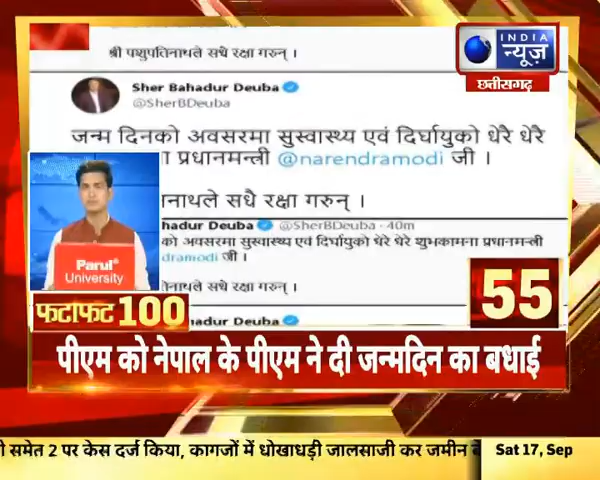 श्री पशुपतिनाथले सधै रक्षा गरुन् ।
INDIA
न्यूज़
छत्तीसगढ़
Sher Bahadur Deuba
@SherBDeuba
जन्म दिनको अवसरमा सुस्वास्थ्य एवं दिर्घायुको धेरै धेरै
प्रधानमन्त्री @narendramodi जी ।
नाथले सधै रक्षा गरुन् ।
hadur Deuba @SherBDeuba · 40m
को अवसरमा सुस्वास्थ्य एवं दिर्घायुको धेरै धेरै शुभकामना प्रधानमन्त्री
dramodi जी ।
नाथले सधै रक्षा गरुन् ।
hadur Deuba
Parul
University
फटाफट 100
55
पीएम को नेपाल के पीएम ने दी जन्मदिन का बधाई
समेत 2 पर केस दर्ज किया, कागजों में धोखाधड़ी जालसाजी कर जमीन
Sat 17, Sep